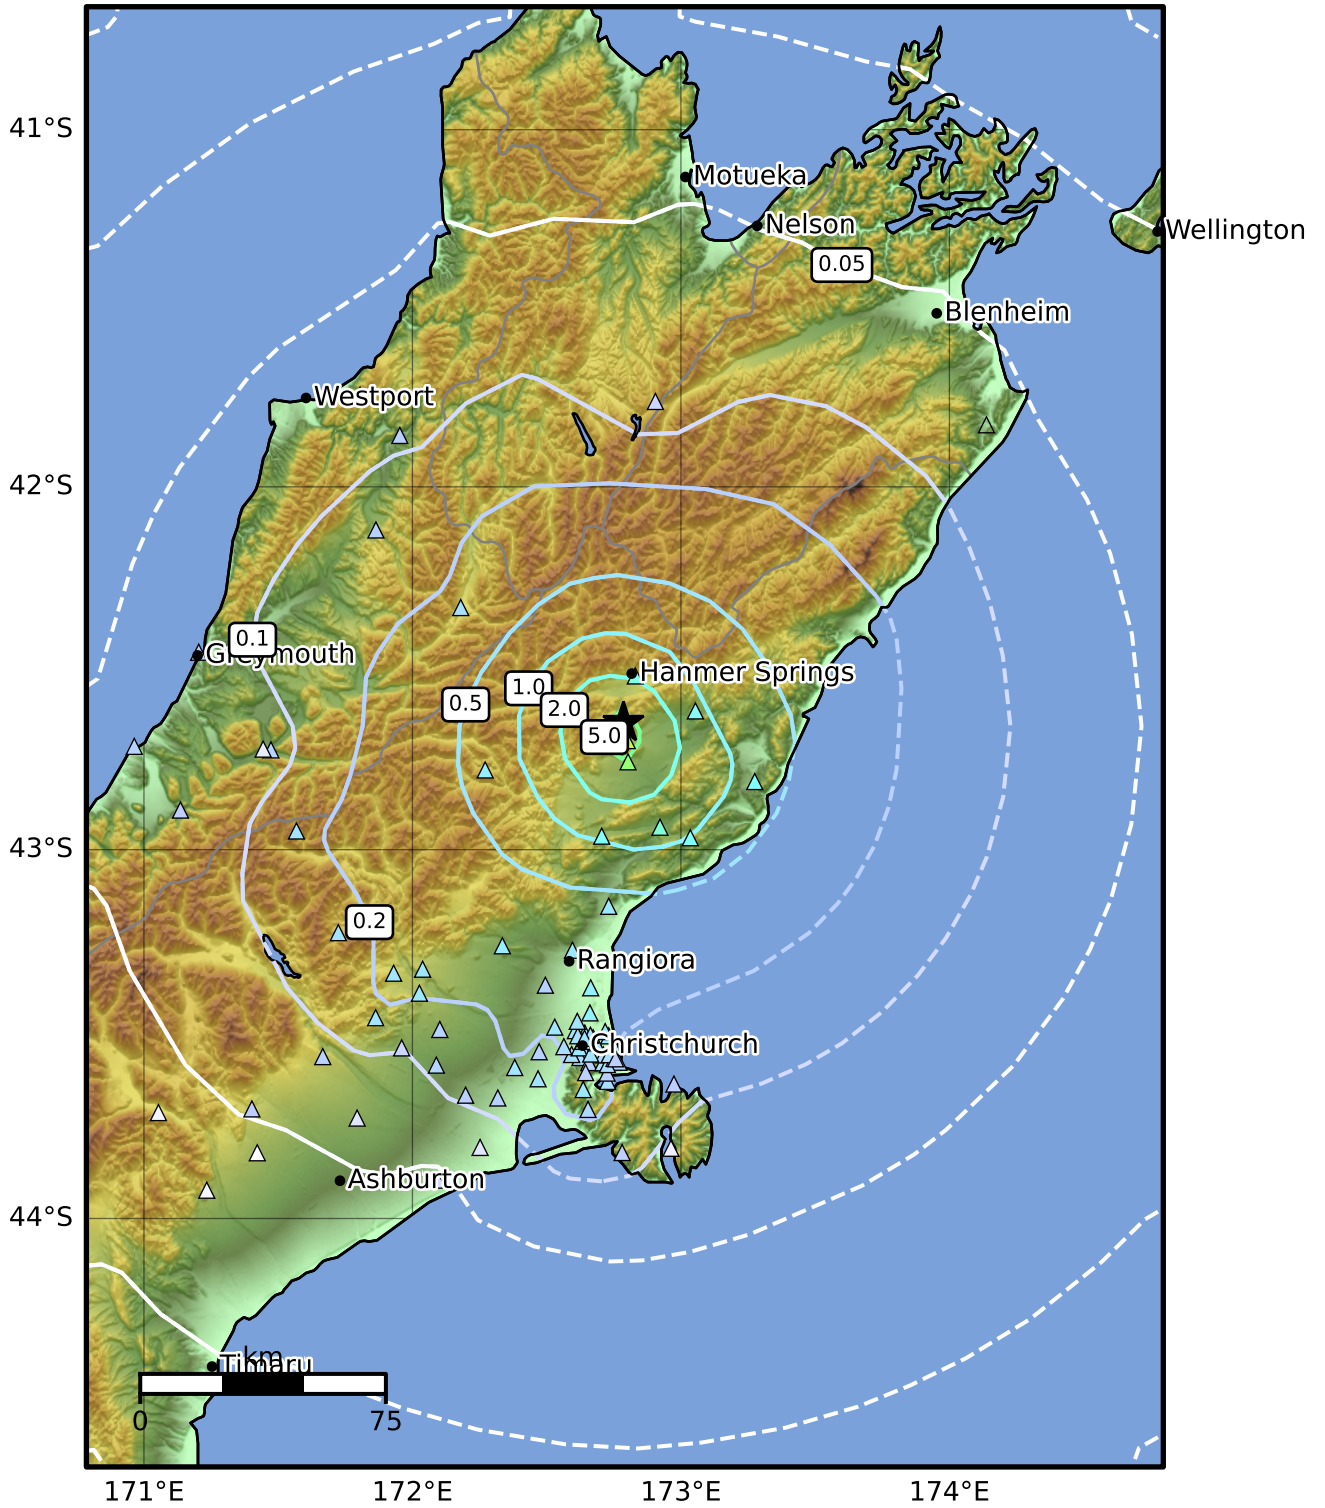 41°S
Motueka
Nelson
Wellington
0.05
Blenheim
Westport
42°S
0.1
Greymouth
Hanmer Springs
1.0
0.5
2.0
5.0
43°S
0.2
Rangiora
Christchurch
Ashburton
44°S
km
Timaru
0
75
171°E
172°E
173°E
174°E